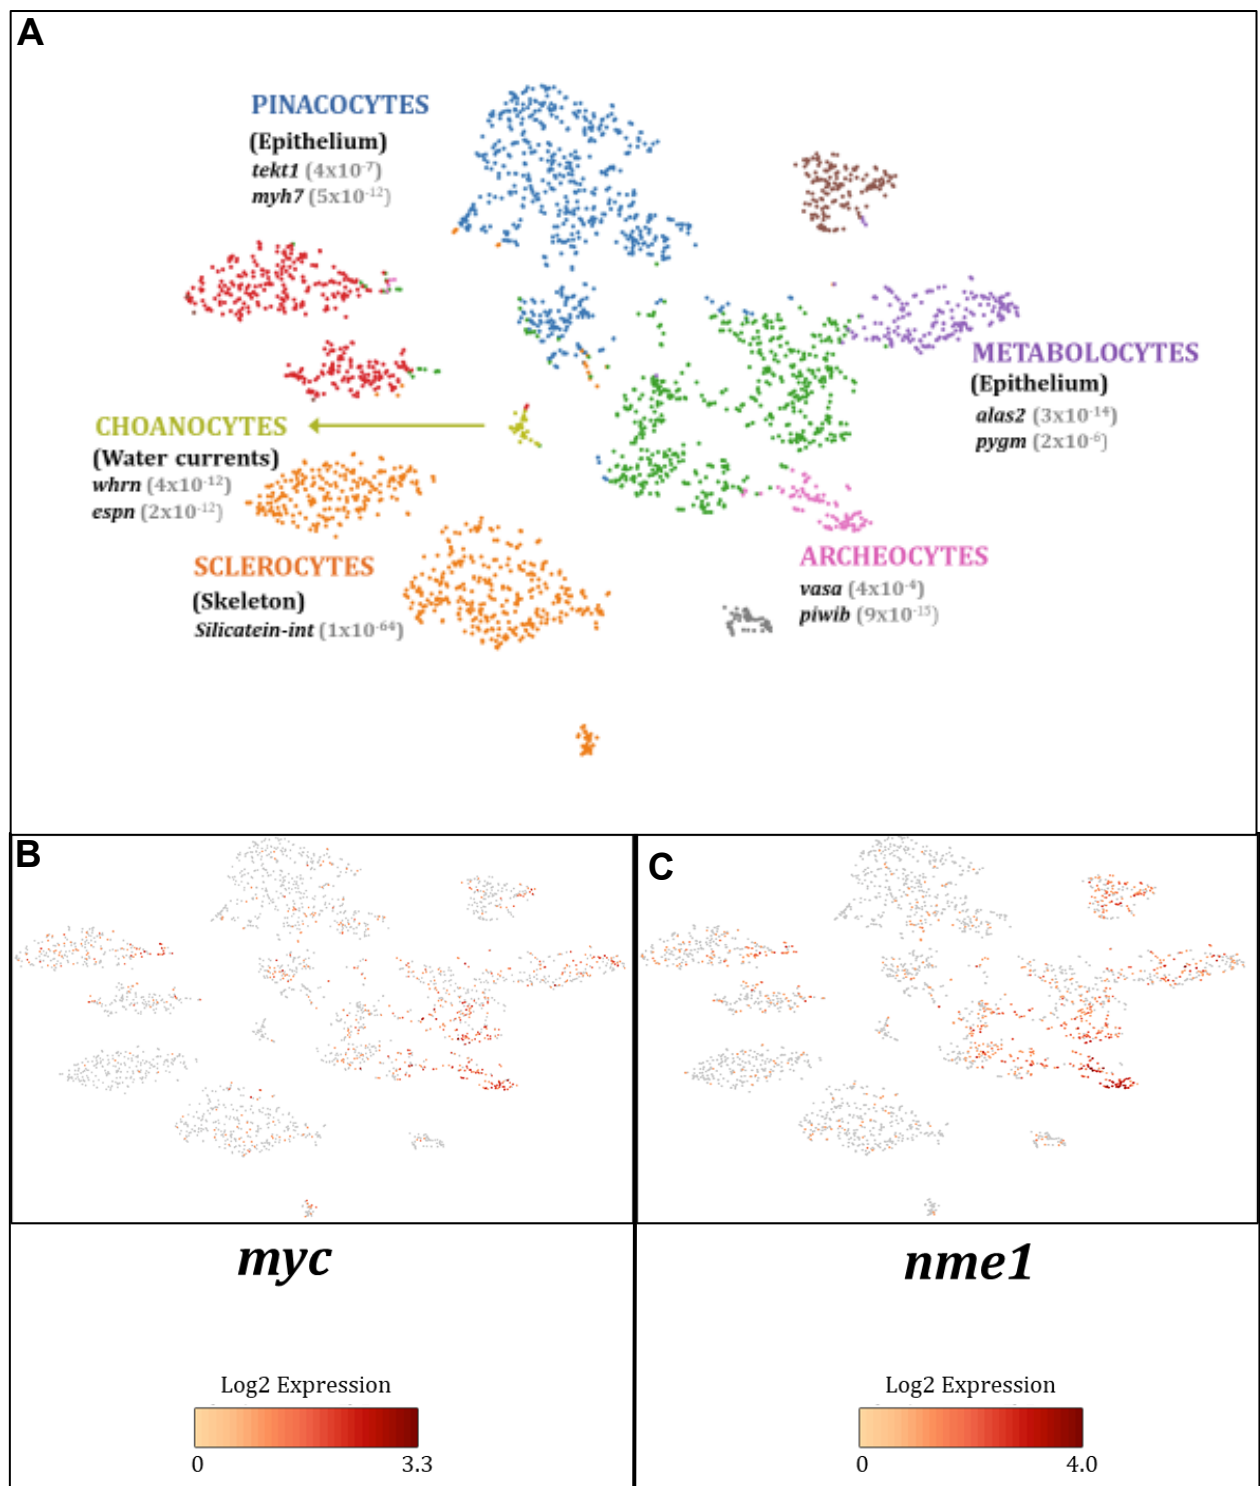 A
PINACOCYTES
(Epithelium)
tekt1 (4x10-7)
myh7 (5x10-12)
METABOLOCYTES
(Epithelium)
alas2 (3x10-14)
pygm (2x10-6)
CHOANOCYTES
(Water currents)
whrn (4x10-12)
espn (2x10-12)
SCLEROCYTES
(Skeleton)
Silicatein-int (1x10-64)
ARCHEOCYTES
vasa (4x10-4)
piwib (9x10-15)
B
C
myc
nme1
Log2 Expression
0 3.3
Log2 Expression
0 4.0